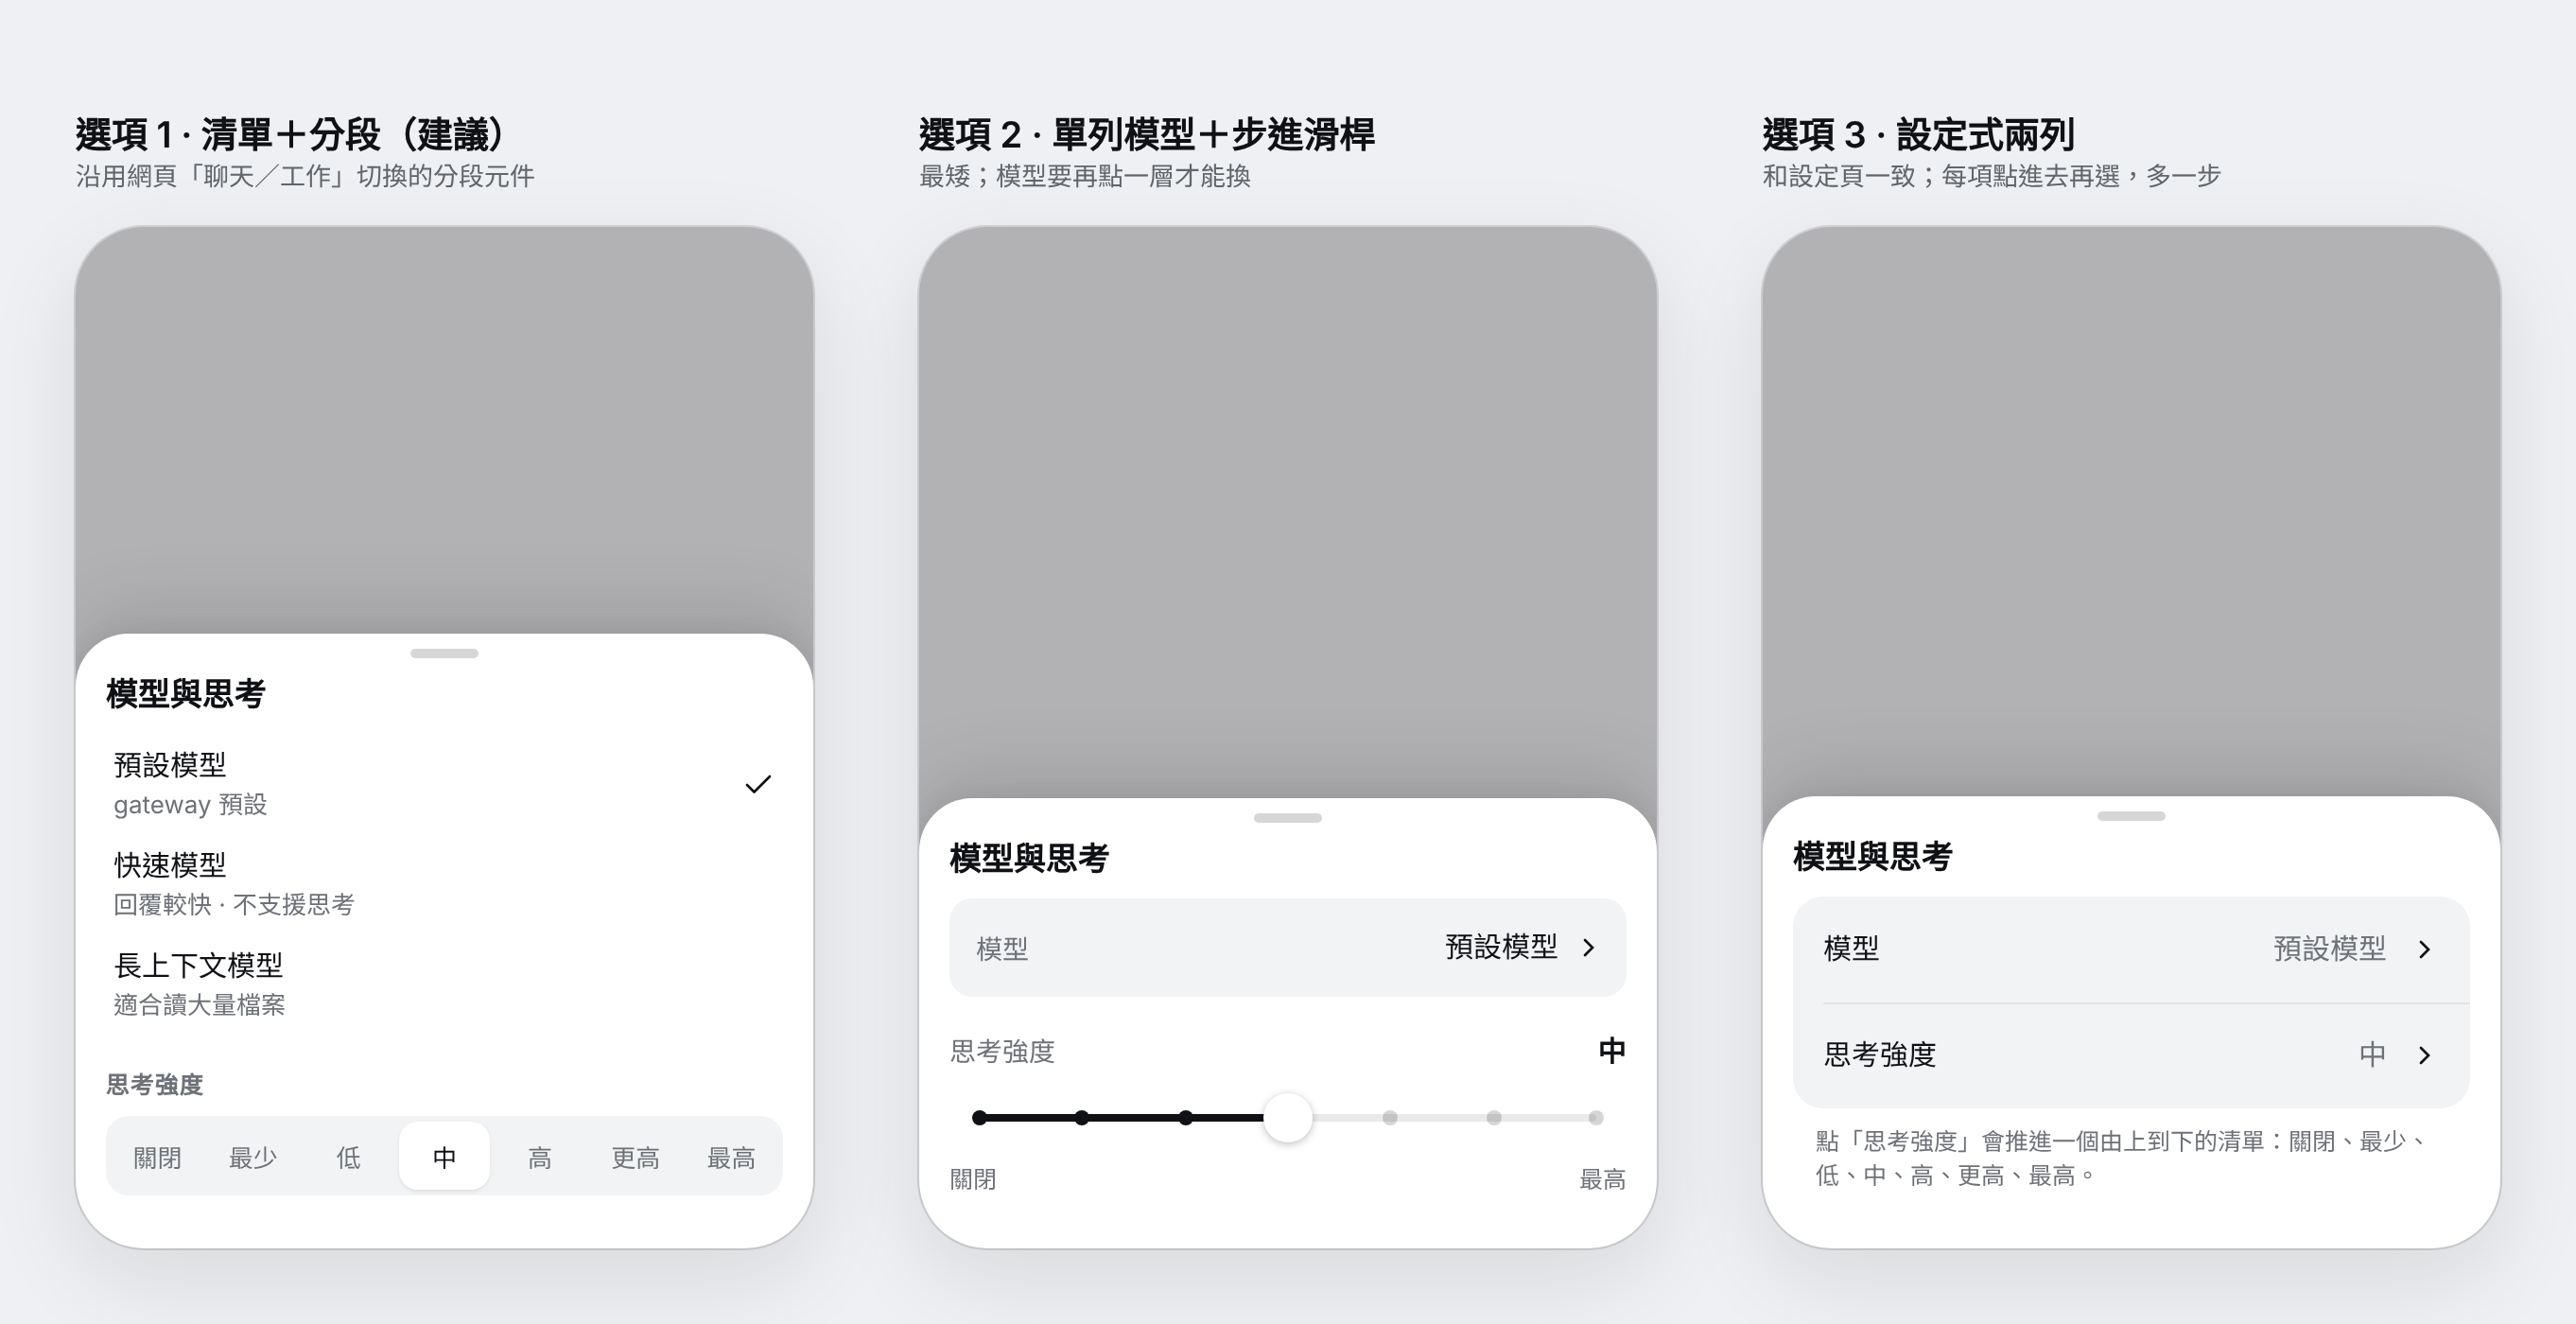 選項 1 · 清單＋分段（建議）
沿用網頁「聊天／工作」切換的分段元件
模型與思考
預設模型
gateway 預設
快速模型
回覆較快 · 不支援思考
長上下文模型
適合讀大量檔案
思考強度
關閉 最少 低 中 高 更高 最高
選項 2 · 單列模型＋步進滑桿
最矮；模型要再點一層才能換
模型與思考
模型 預設模型
思考強度 中
關閉 最高
選項 3 · 設定式兩列
和設定頁一致；每項點進去再選，多一步
模型與思考
模型 預設模型
思考強度 中
點「思考強度」會推進一個由上到下的清單：關閉、最少、
低、中、高、更高、最高。